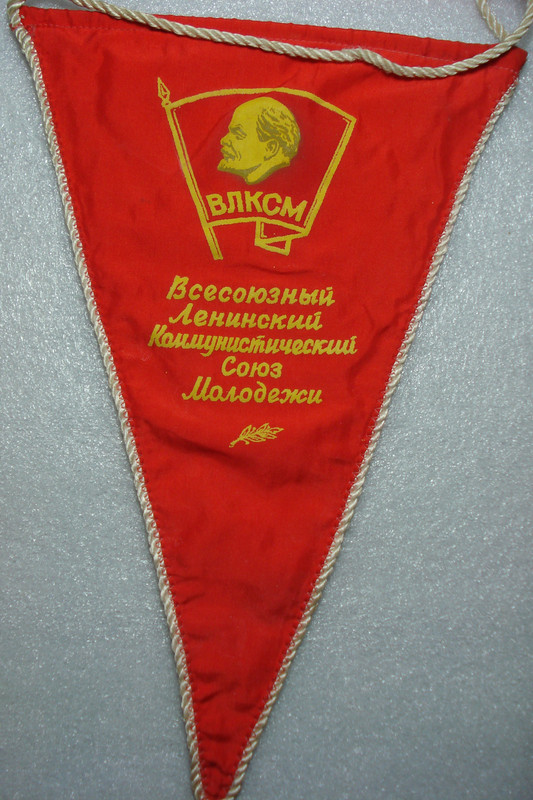 ВЛКСМ
Всесоюзный
Ленинский
Коммунистический
Союз
Молодежи